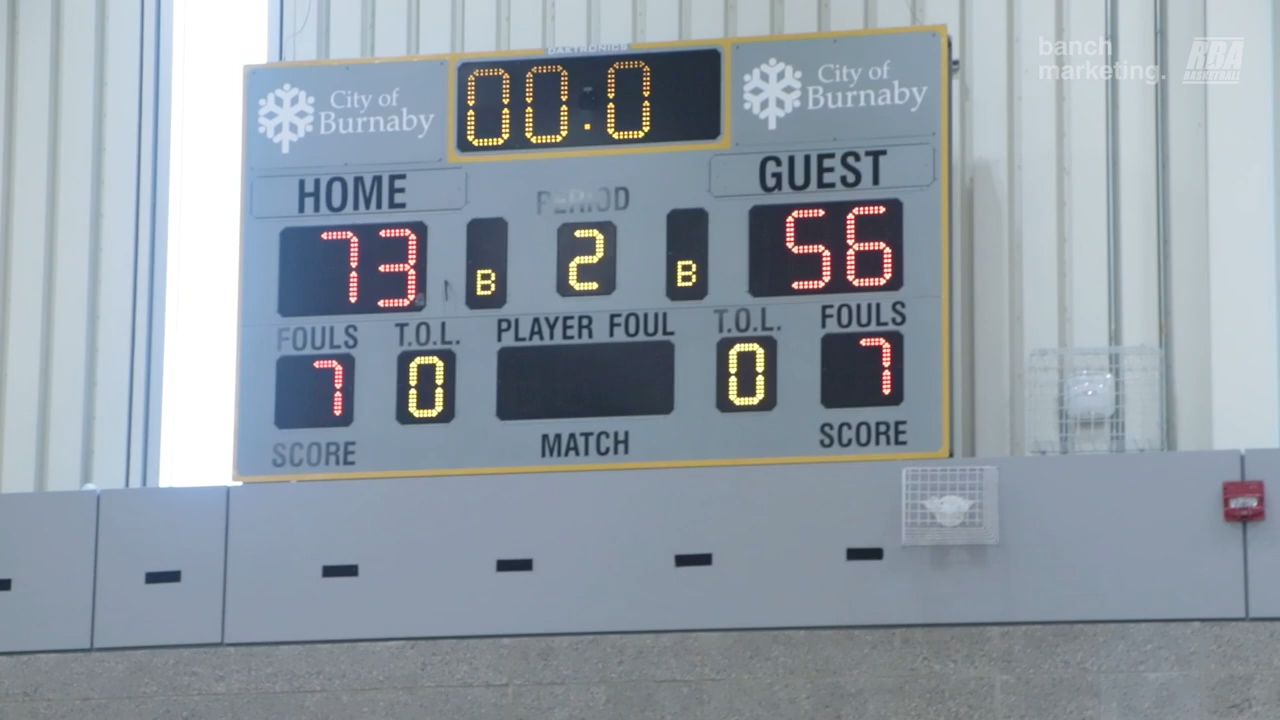 banch
marketing.
RBA
BASKETBALL
DAKTRONICS
City of
Burnaby
00.0
City of
Burnaby
HOME
PERIOD
GUEST
73
B
2
B
56
FOULS
T.O.L.
PLAYER FOUL
T.O.L.
FOULS
7
0
0
7
SCORE
MATCH
SCORE